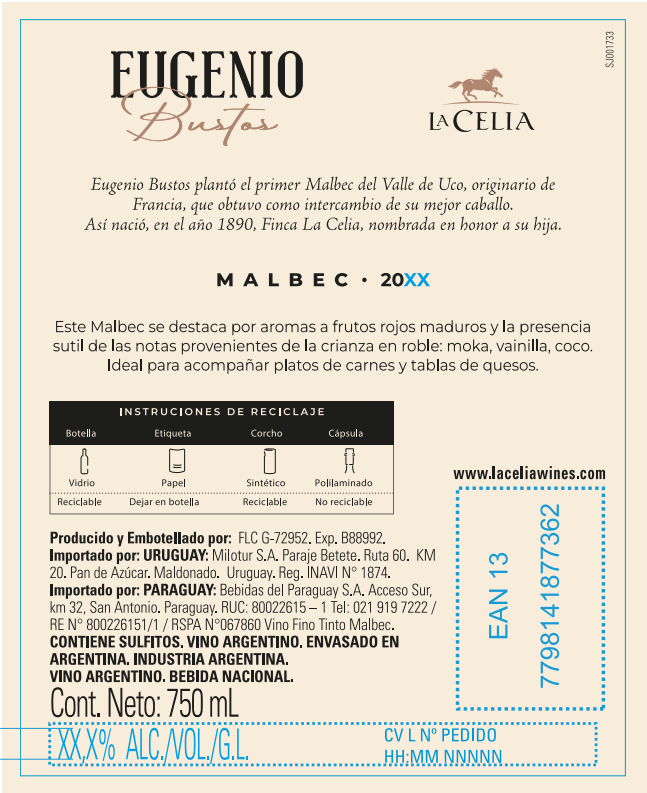 SJ001733
EUGENIO
Bustos
LA CELIA
Eugenio Bustos plantó el primer Malbec del Valle de Uco, originario de
Francia, que obtuvo como intercambio de su mejor caballo.
Así nació, en el año 1890, Finca La Celia, nombrada en honor a su hija.
MALBEC · 20XX
Este Malbec se destaca por aromas a frutos rojos maduros y la presencia
sutil de las notas provenientes de la crianza en roble: moka, vainilla, coco.
Ideal para acompañar platos de carnes y tablas de quesos.
INSTRUCIONES DE RECICLAJE
Botella Etiqueta Corcho Cápsula
Vidrio Papel Sintético Polilaminado
Reciclable Dejar en botella Reciclable No reciclable
www.laceliawines.com
Producido y Embotellado por: FLC G-72952. Exp. B88992.
Importado por: URUGUAY: Milotur S.A. Paraje Betete. Ruta 60. KM
20. Pan de Azúcar. Maldonado. Uruguay. Reg. INAVI N° 1874.
Importado por: PARAGUAY: Bebidas del Paraguay S.A. Acceso Sur,
km 32, San Antonio. Paraguay. RUC: 80022615 – 1 Tel: 021 919 7222 /
RE N° 800226151/1 / RSPA N°067860 Vino Fino Tinto Malbec.
CONTIENE SULFITOS. VINO ARGENTINO. ENVASADO EN
ARGENTINA. INDUSTRIA ARGENTINA.
VINO ARGENTINO. BEBIDA NACIONAL.
Cont. Neto: 750 mL
EAN 13
7798141877362
XX,X% ALC./VOL./G.L.
CV L Nº PEDIDO
HH:MM NNNNN